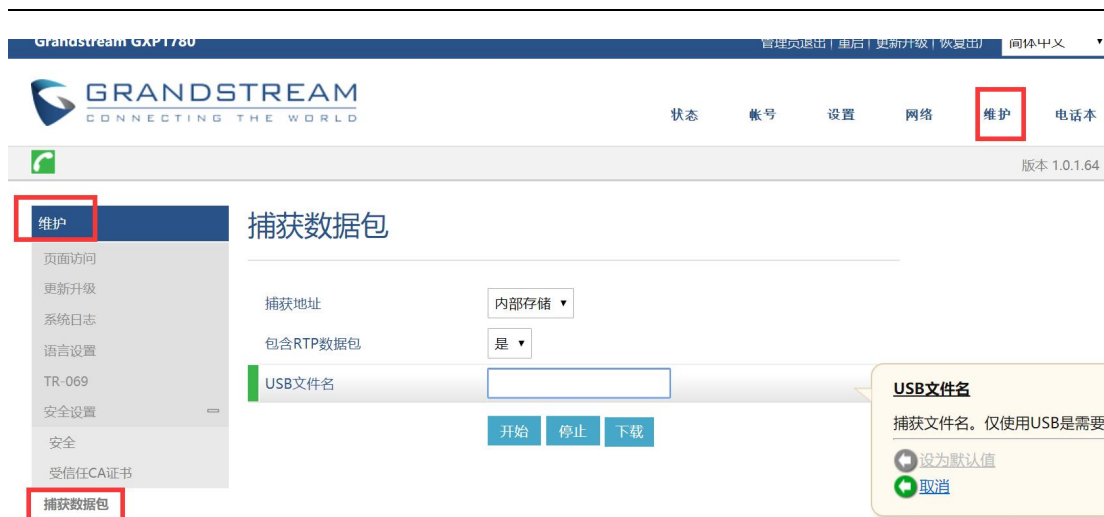 Grandstream GXP1780
管理员退出 | 重启 | 更新升级 | 恢复出厂
简体中文
GRANDSTREAM
CONNECTING THE WORLD
状态 帐号 设置 网络 维护 电话本
版本 1.0.1.64
维护
页面访问
更新升级
系统日志
语言设置
TR-069
安全设置
安全
受信任CA证书
捕获数据包
捕获数据包
捕获地址 内部存储
包含RTP数据包 是
USB文件名
开始 停止 下载
USB文件名
捕获文件名。仅使用USB是需要
设为默认值
取消